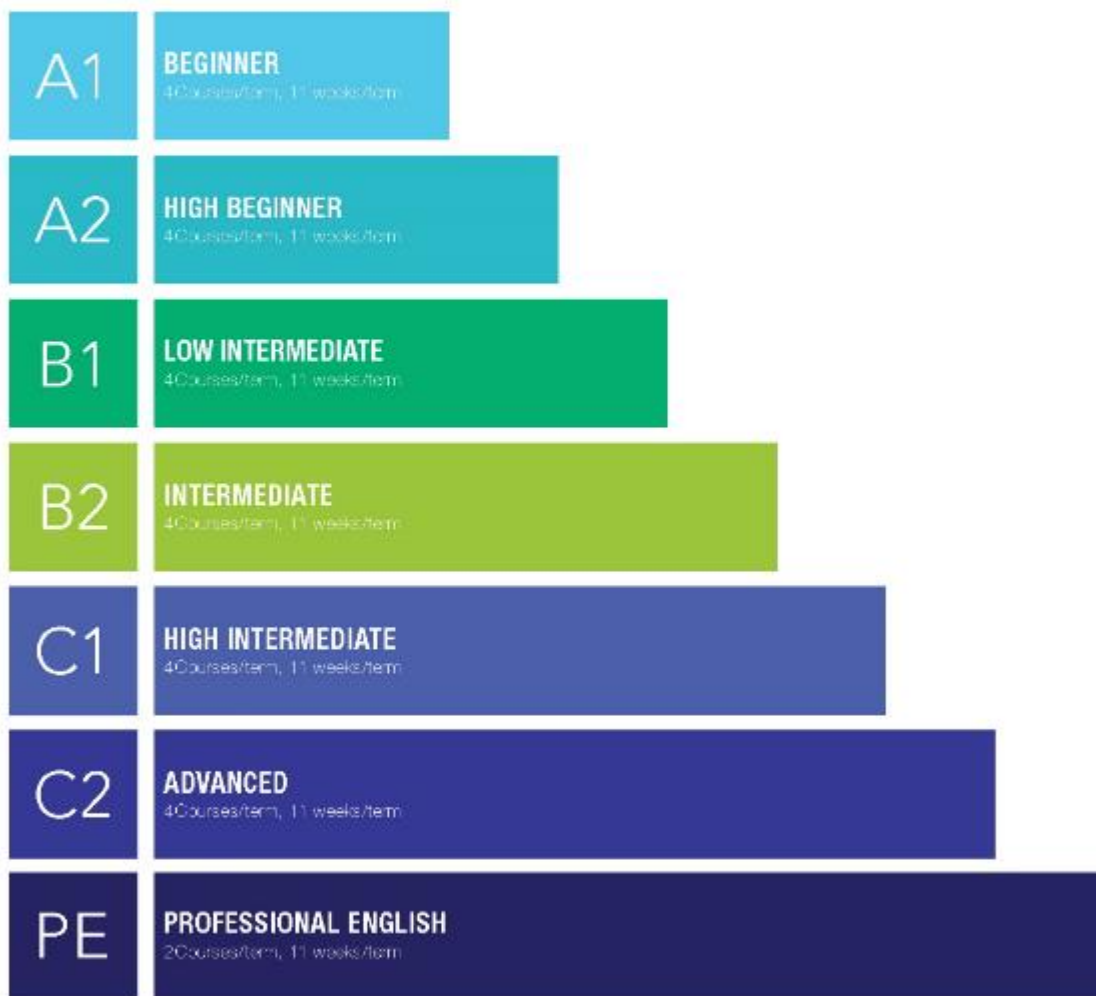 A1
BEGINNER
4Courses/term, 11 weeks/term
A2
HIGH BEGINNER
4Courses/term, 11 weeks/term
B1
LOW INTERMEDIATE
4Courses/term, 11 weeks/term
B2
INTERMEDIATE
4Courses/term, 11 weeks/term
C1
HIGH INTERMEDIATE
4Courses/term, 11 weeks/term
C2
ADVANCED
4Courses/term, 11 weeks/term
PE
PROFESSIONAL ENGLISH
2Courses/term, 11 weeks/term